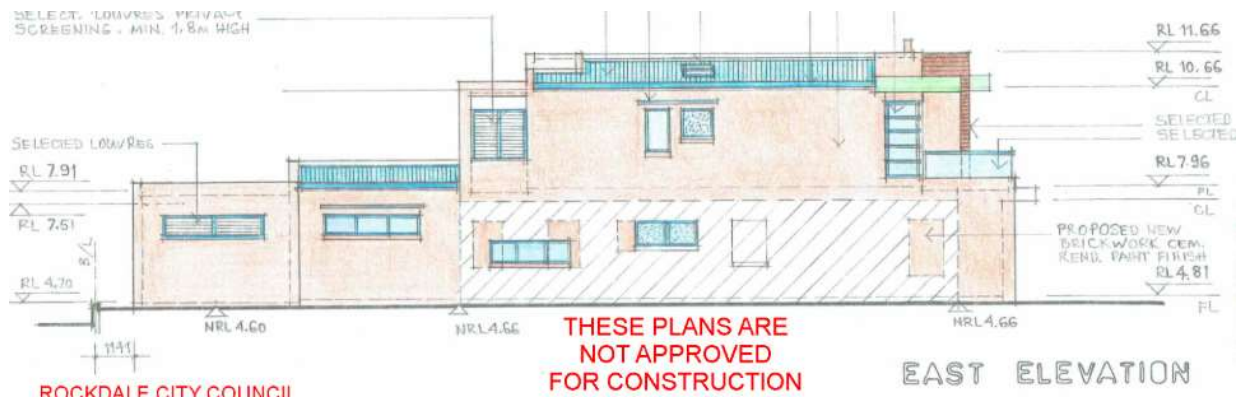 SELECT. LOUVRES PRIVACY
SCREENING. MIN. 1.8m HIGH
SELECTED LOUVRES
RL 7.91
RL 7.51
B/L
RL 4.70
NRL 4.60
1141
NRL 4.66
NRL 4.66
RL 11.66
RL 10.66
CL
SELECTED
SELECTED
RL 7.96
FL
CL
PROPOSED NEW
BRICKWORK CEM.
REND. PAINT FINISH
RL 4.81
FL
THESE PLANS ARE
NOT APPROVED
FOR CONSTRUCTION
EAST ELEVATION
ROCKDALE CITY COUNCIL